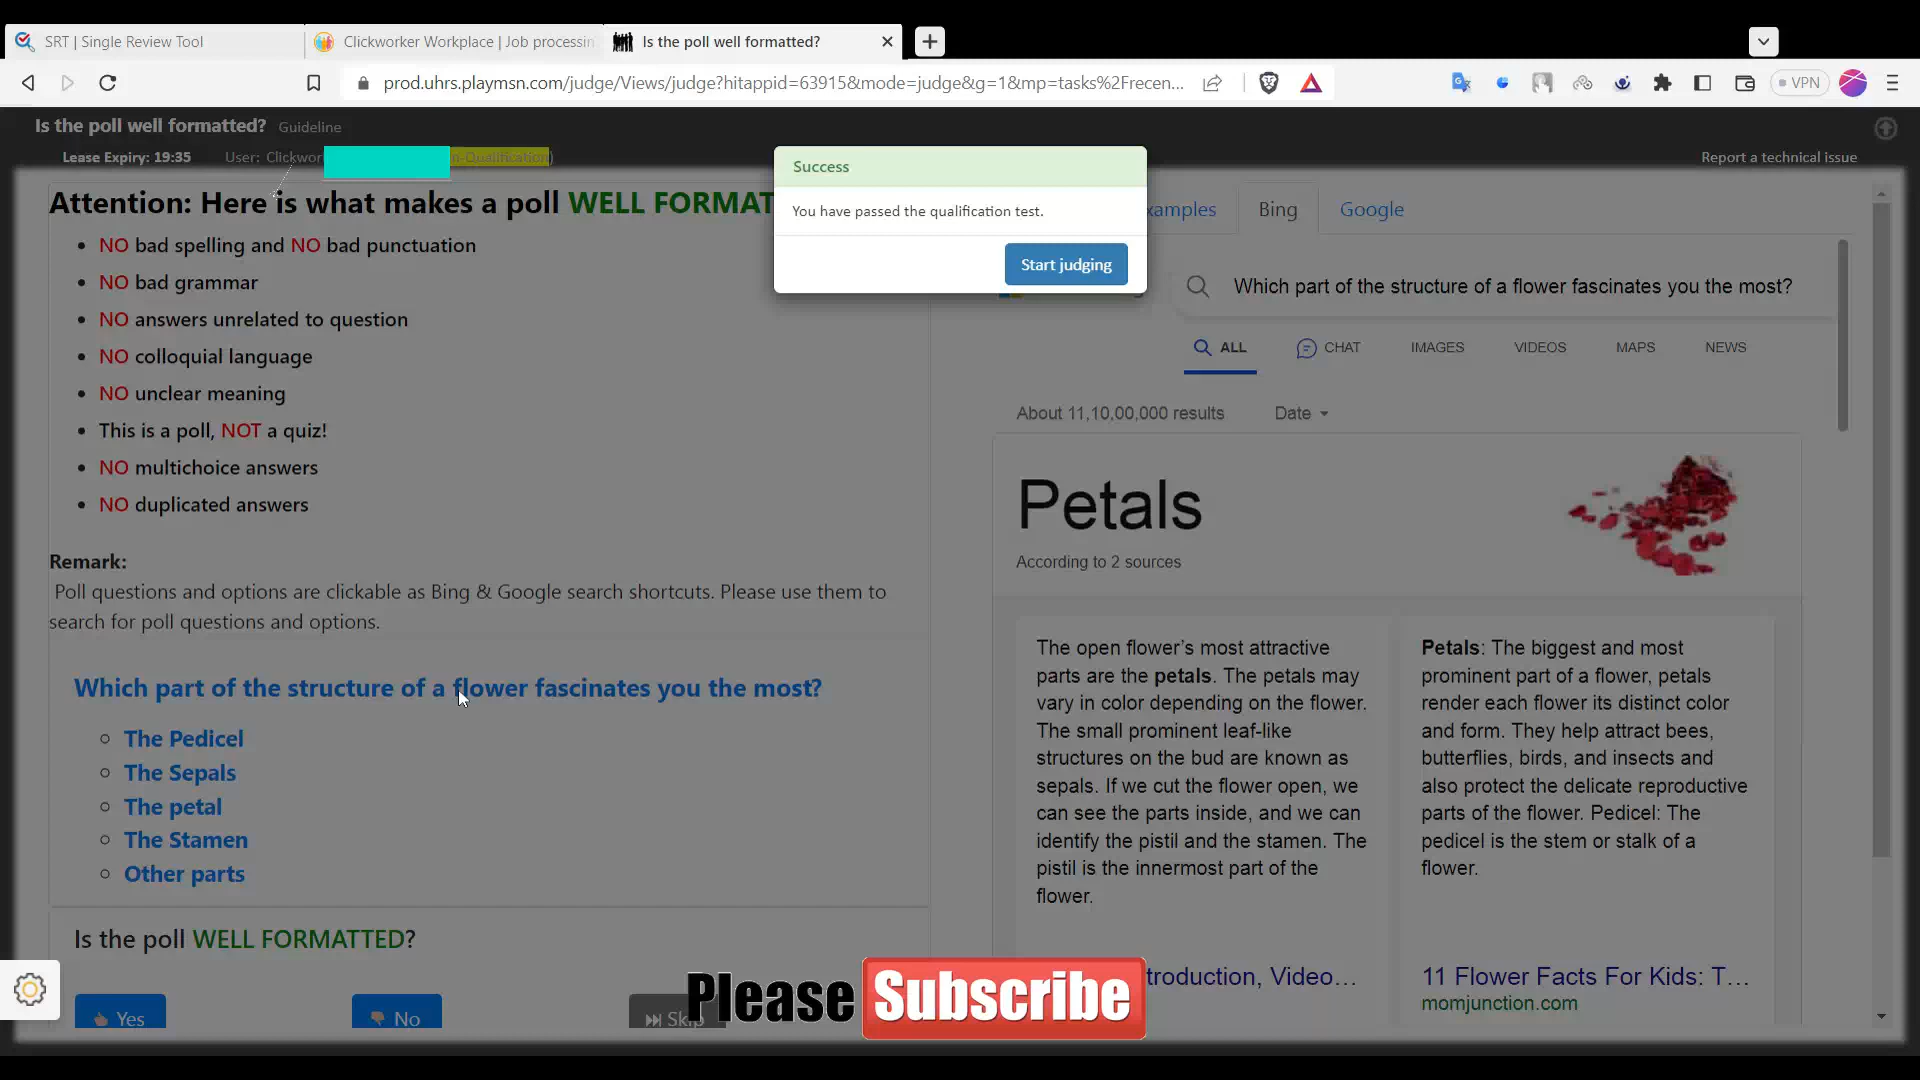 SRT | Single Review Tool
Clickworker Workplace | Job processin
Is the poll well formatted?
prod.uhrs.playmsn.com/judge/Views/judge?hitappid=63915&mode=judge&g=1&mp=tasks%2Frecen...
VPN
Is the poll well formatted? Guideline
Lease Expiry: 19:35 User: Clickwor n-Qualification)
Report a technical issue
Success
You have passed the qualification test.
Start judging
Attention: Here is what makes a poll WELL FORMAT
• NO bad spelling and NO bad punctuation
• NO bad grammar
• NO answers unrelated to question
• NO colloquial language
• NO unclear meaning
• This is a poll, NOT a quiz!
• NO multichoice answers
• NO duplicated answers
Remark:
Poll questions and options are clickable as Bing & Google search shortcuts. Please use them to
search for poll questions and options.
Which part of the structure of a flower fascinates you the most?
The Pedicel
The Sepals
The petal
The Stamen
Other parts
Is the poll WELL FORMATTED?
Yes
No
Skip
xamples
Bing
Google
Which part of the structure of a flower fascinates you the most?
ALL
CHAT
IMAGES
VIDEOS
MAPS
NEWS
About 11,10,00,000 results
Date
Petals
According to 2 sources
The open flower’s most attractive
parts are the petals. The petals may
vary in color depending on the flower.
The small prominent leaf-like
structures on the bud are known as
sepals. If we cut the flower open, we
can see the parts inside, and we can
identify the pistil and the stamen. The
pistil is the innermost part of the
flower.
troduction, Video...
Petals: The biggest and most
prominent part of a flower, petals
render each flower its distinct color
and form. They help attract bees,
butterflies, birds, and insects and
also protect the delicate reproductive
parts of the flower. Pedicel: The
pedicel is the stem or stalk of a
flower.
11 Flower Facts For Kids: T...
momjunction.com
Please Subscribe